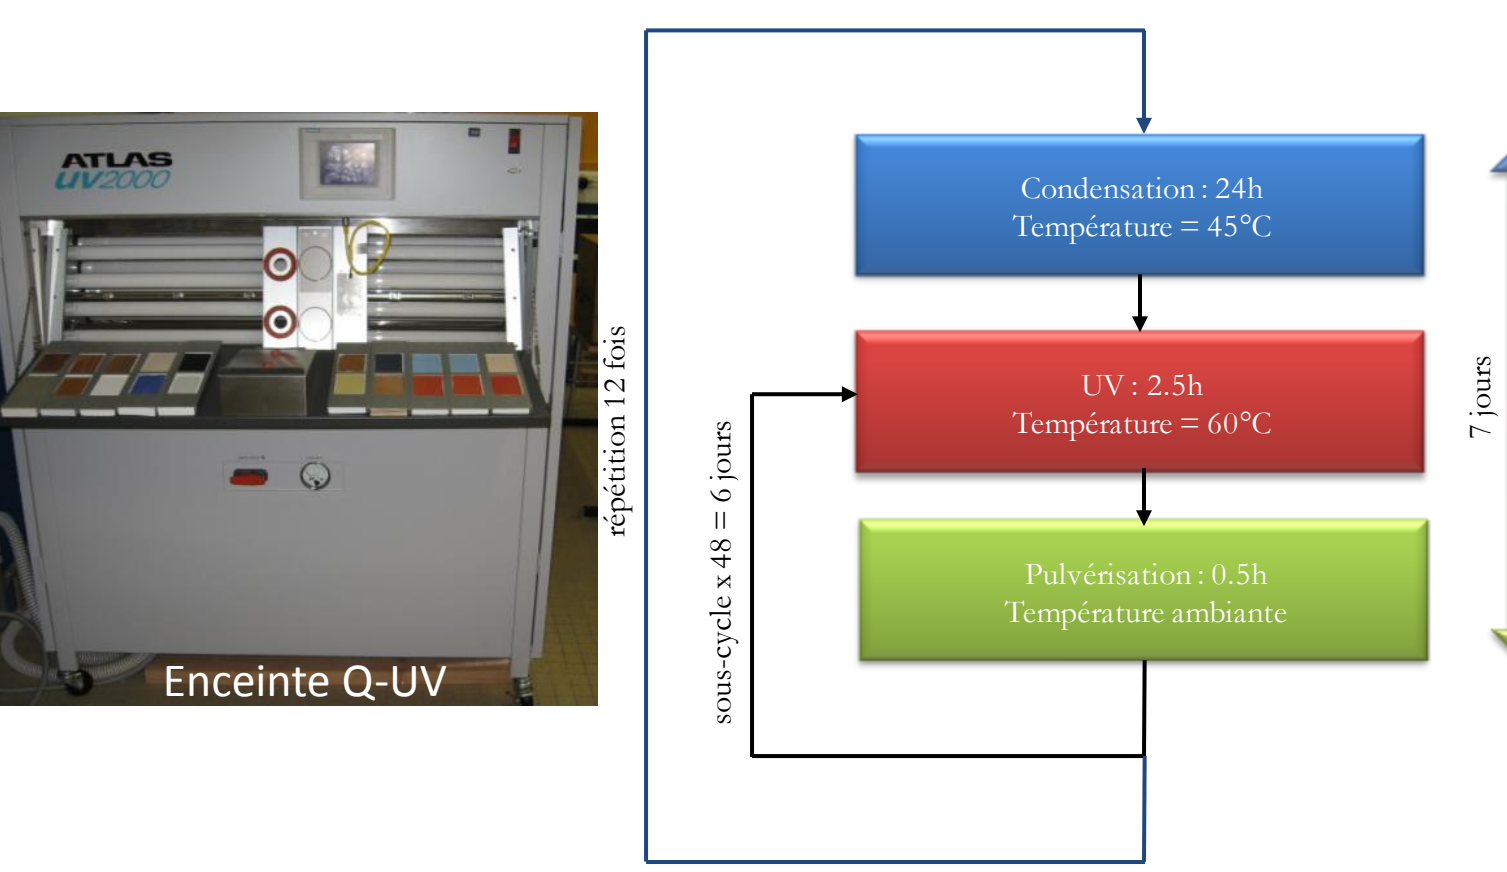 ATLAS
UV2000
Enceinte Q-UV
répétition 12 fois
sous-cycle x 48 = 6 jours
Condensation : 24h
Température = 45°C
UV : 2.5h
Température = 60°C
Pulvérisation : 0.5h
Température ambiante
7 jours